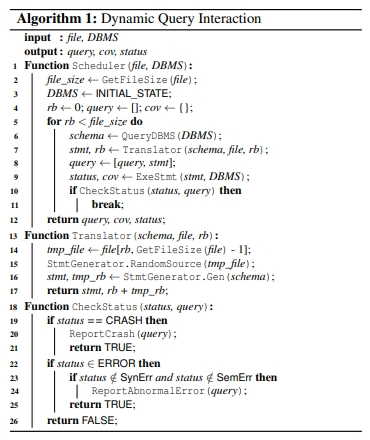 Algorithm 1: Dynamic Query Interaction
input : file, DBMS
output: query, cov, status
1 Function Scheduler(file, DBMS):
2 file_size ← GetFileSize(file);
3 DBMS ← INITIAL_STATE;
4 rb ← 0; query ← []; cov ← {};
5 for rb < file_size do
6 schema ← QueryDBMS(DBMS);
7 stmt, rb ← Translator(schema, file, rb);
8 query ← [query, stmt];
9 status, cov ← ExeStmt(stmt, DBMS);
10 if CheckStatus(status, query) then
11 break;
12 return query, cov, status;
13 Function Translator(schema, file, rb):
14 tmp_file ← file[rb, GetFileSize(file) - 1];
15 StmtGenerator.RandomSource(tmp_file);
16 stmt, tmp_rb ← StmtGenerator.Gen(schema);
17 return stmt, rb + tmp_rb;
18 Function CheckStatus(status, query):
19 if status == CRASH then
20 ReportCrash(query);
21 return TRUE;
22 if status ∈ ERROR then
23 if status ∉ SynErr and status ∉ SemErr then
24 ReportAbnormalError(query);
25 return TRUE;
26 return FALSE;